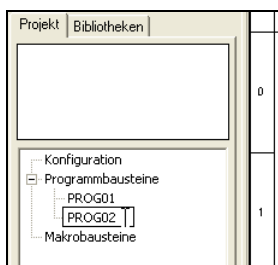 Projekt Bibliotheken
0
Konfiguration
Programmbausteine
PROG01
PROG02
1
Makrobausteine